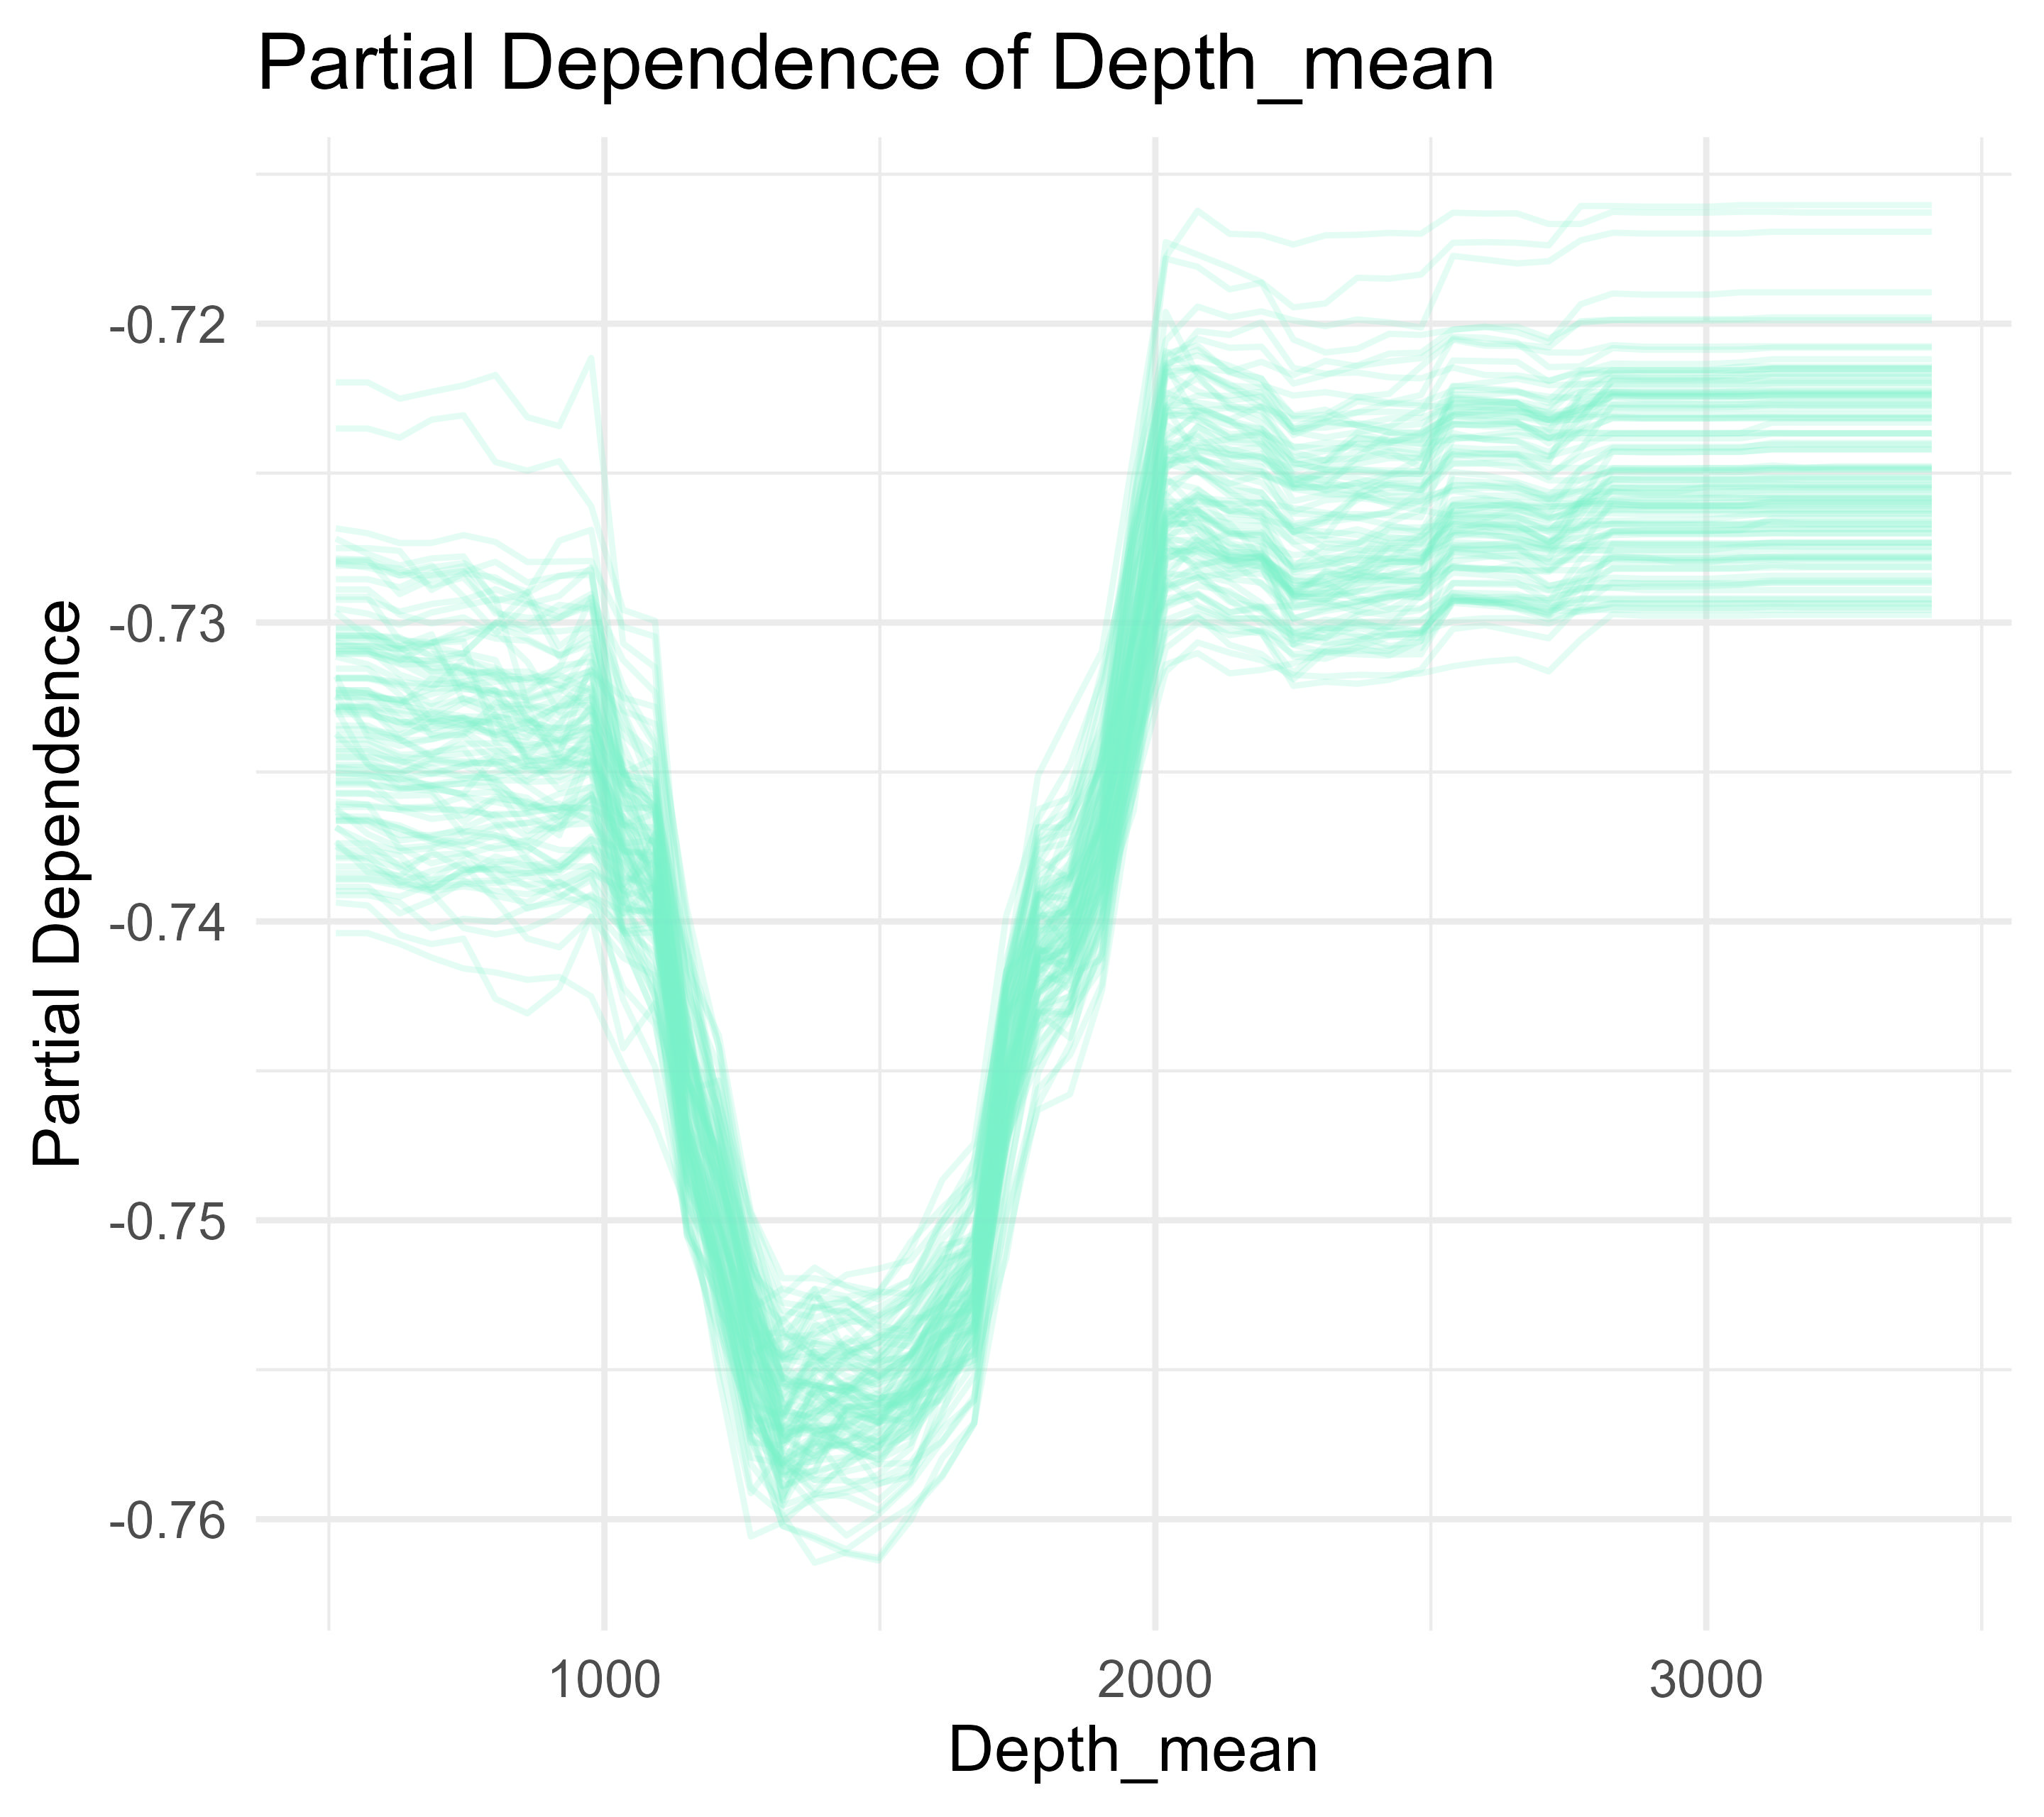 Partial Dependence of Depth_mean
Partial Dependence
-0.72
-0.73
-0.74
-0.75
-0.76
1000
2000
3000
Depth_mean